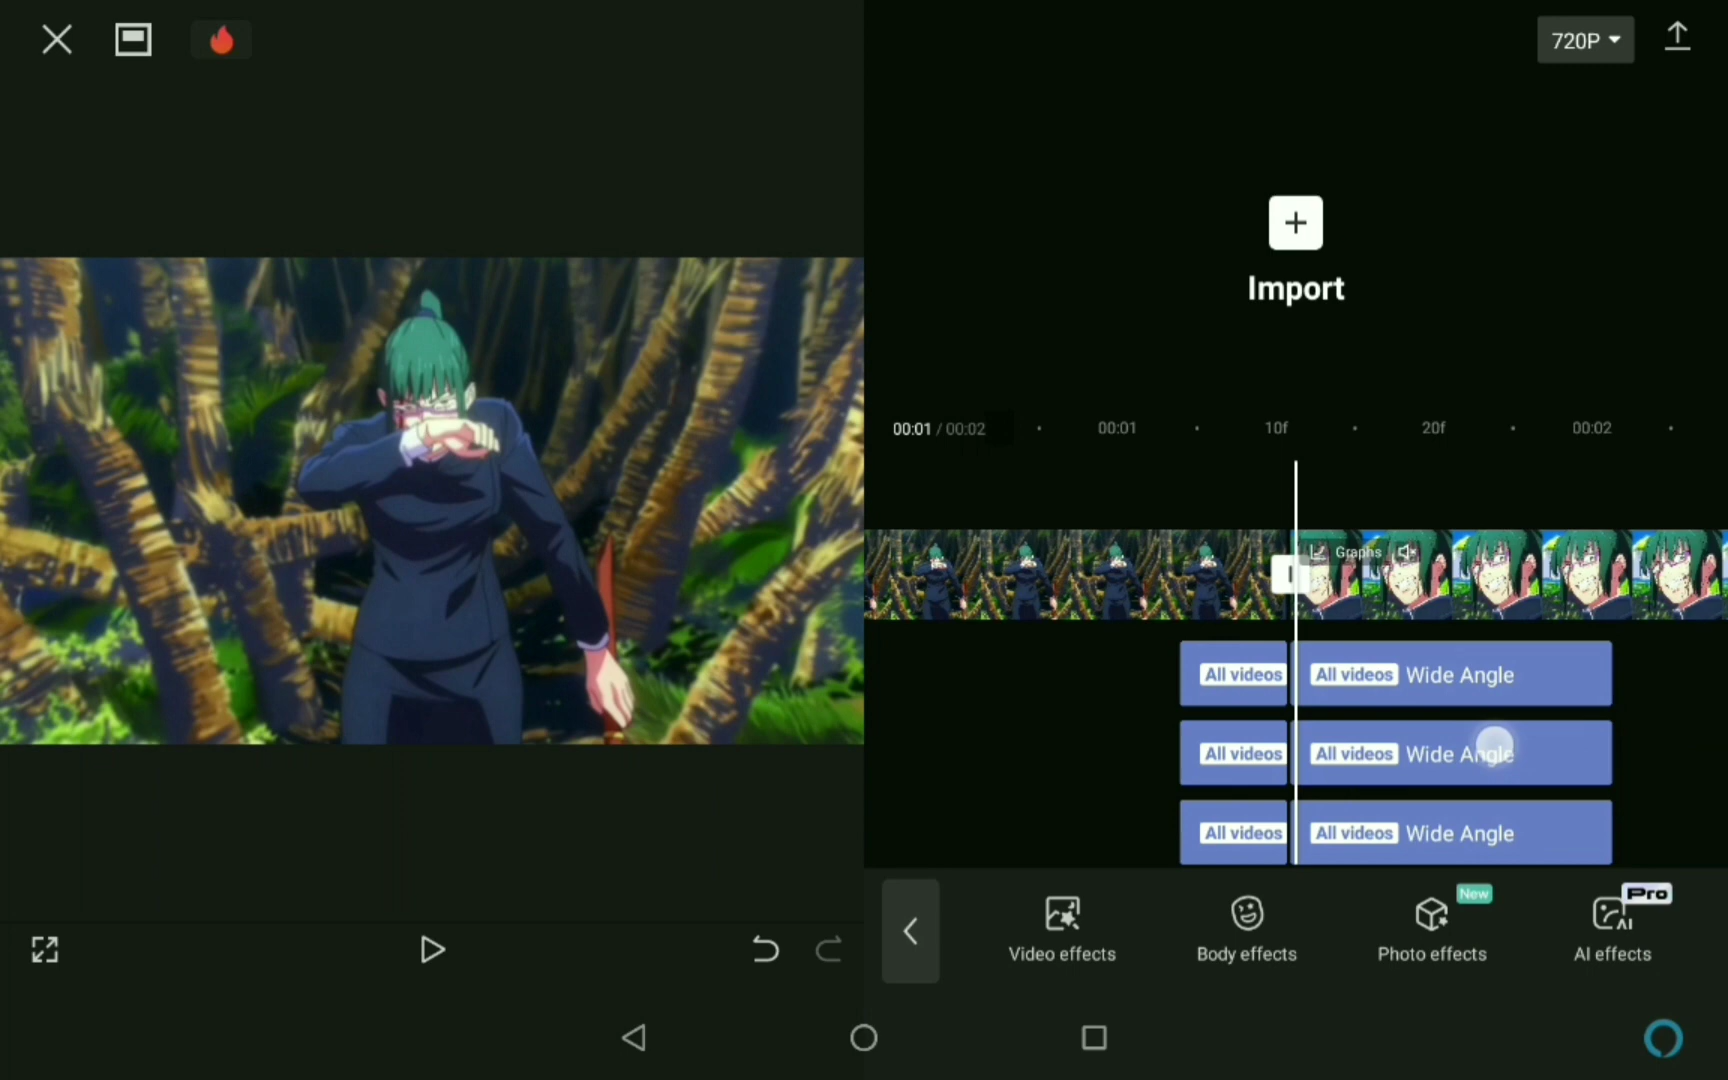 720P
Import
00:01 / 00:02
00:01
10f
20f
00:02
Graphs
All videos
All videos Wide Angle
All videos
All videos Wide Angle
All videos
All videos Wide Angle
New
Pro
AI
Video effects
Body effects
Photo effects
AI effects